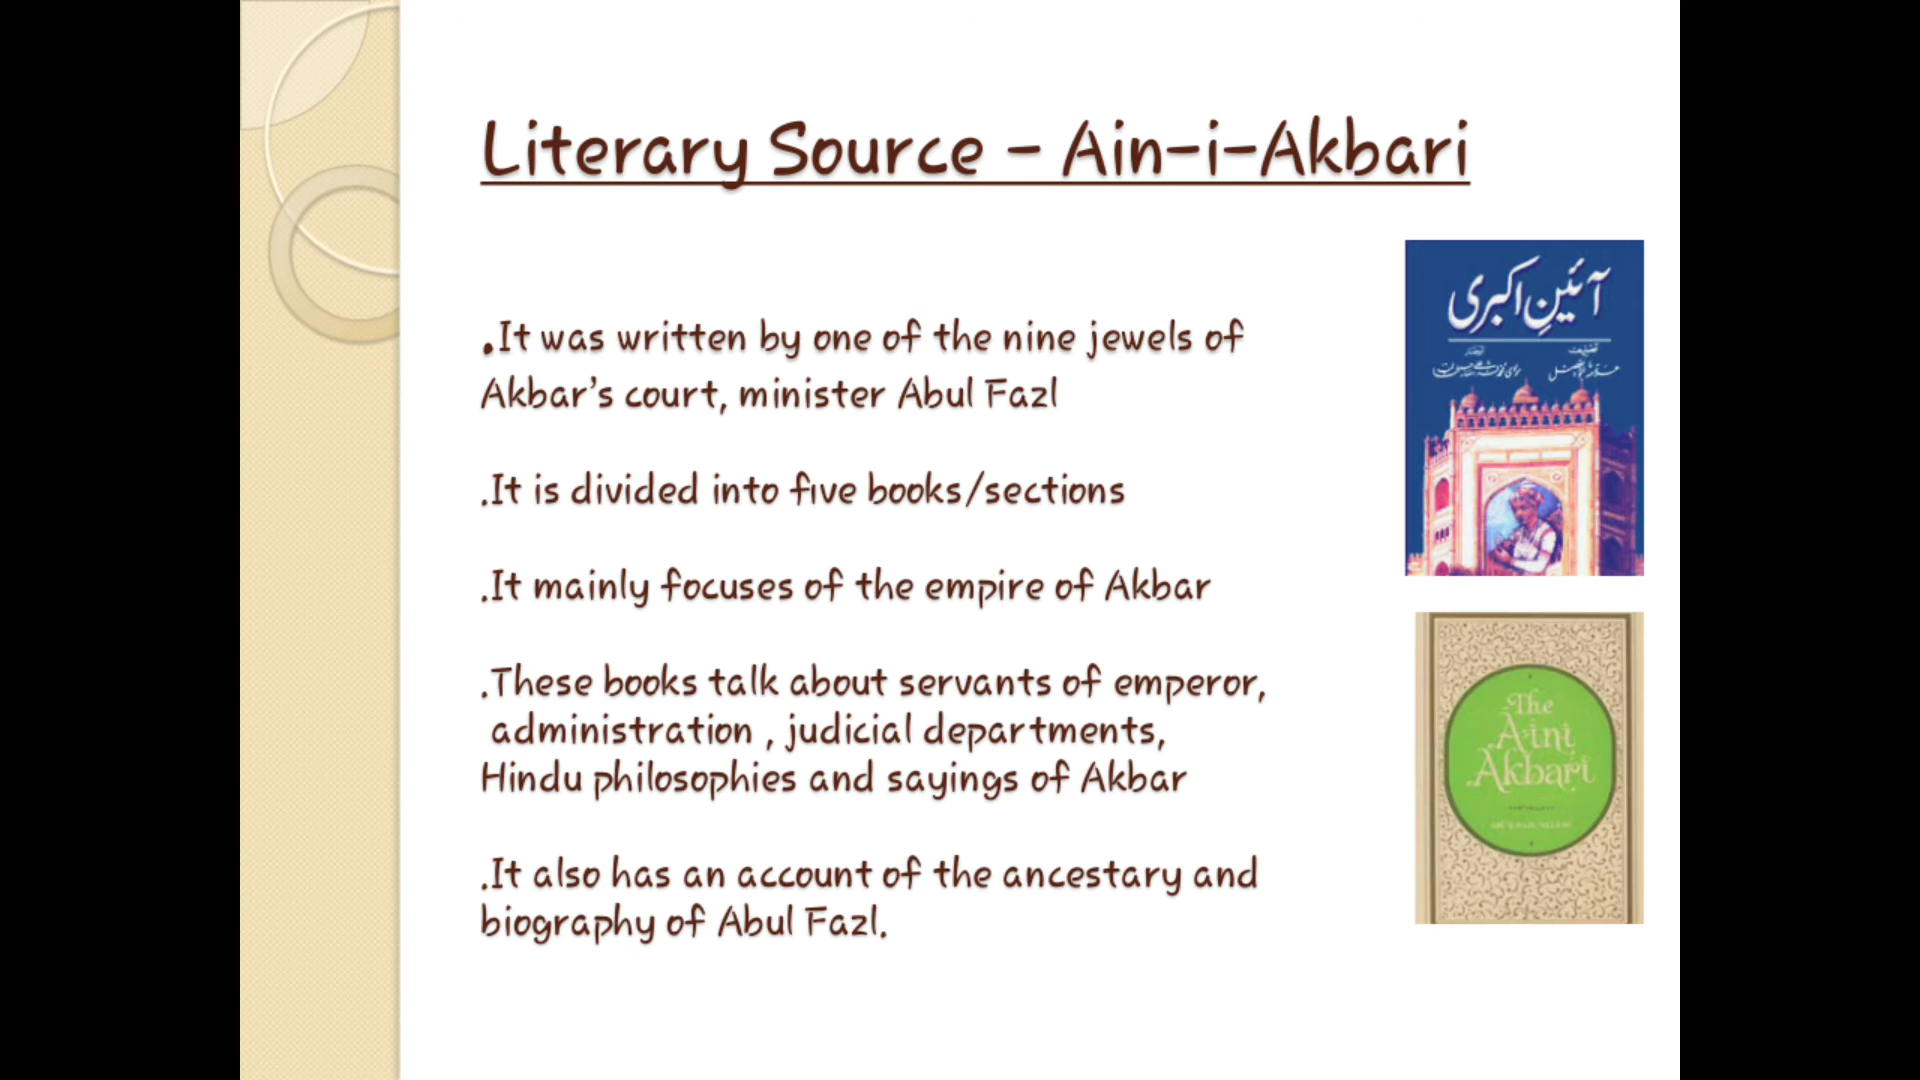 Literary Source - Ain-i-Akbari
.It was written by one of the nine jewels of
Akbar's court, minister Abul Fazl
.It is divided into five books/sections
.It mainly focuses of the empire of Akbar
.These books talk about servants of emperor,
administration , judicial departments,
Hindu philosophies and sayings of Akbar
.It also has an account of the ancestary and
biography of Abul Fazl.
آئینِ اکبری
The
Ain i
Akbari